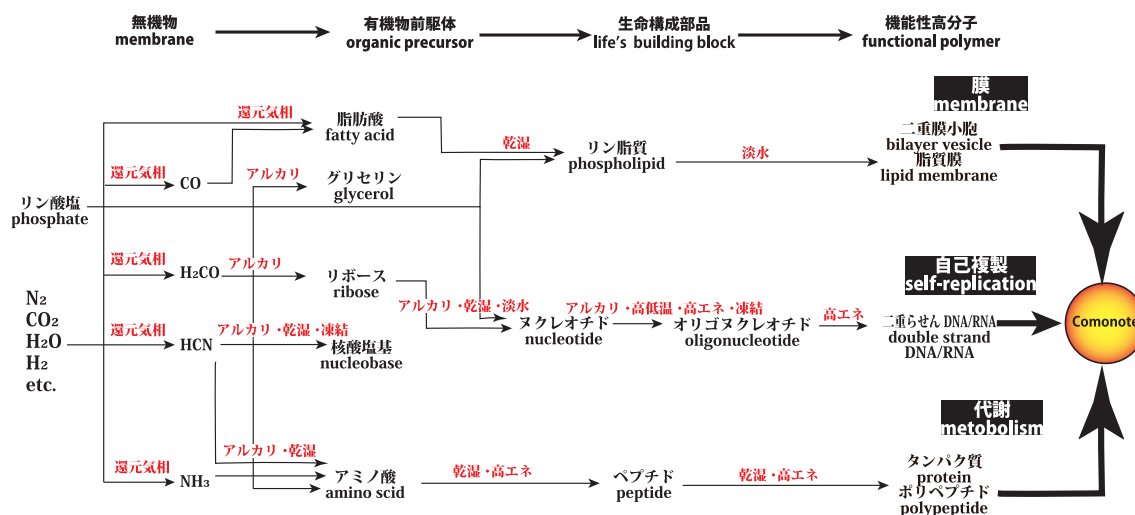 無機物
membrane
有機物前駆体
organic precursor
生命構成部品
life's building block
機能性高分子
functional polymer
膜
membrane
還元気相
脂肪酸
fatty acid
乾湿
リン脂質
phospholipid
淡水
二重膜小胞
bilayer vesicle
脂質膜
lipid membrane
還元気相
CO
アルカリ
グリセリン
glycerol
リン酸塩
phosphate
還元気相
H₂CO
アルカリ
リボース
ribose
自己複製
self-replication
N₂
CO₂
H₂O
H₂
etc.
還元気相
HCN
アルカリ・乾湿・凍結
核酸塩基
nucleobase
アルカリ・乾湿・淡水
ヌクレオチド
nucleotide
アルカリ・高低温・高エネ・凍結
オリゴヌクレオチド
oligonucleotide
高エネ
二重らせん DNA/RNA
double strand
DNA/RNA
Comonote
代謝
metobolism
アルカリ・乾湿
還元気相
NH₃
アミノ酸
amino scid
乾湿・高エネ
ペプチド
peptide
乾湿・高エネ
タンパク質
protein
ポリペプチド
polypeptide